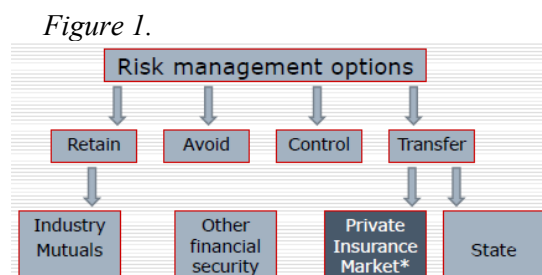 Figure 1.
Risk management options
Retain
Avoid
Control
Transfer
Industry
Mutuals
Other
financial
security
Private
Insurance
Market*
State